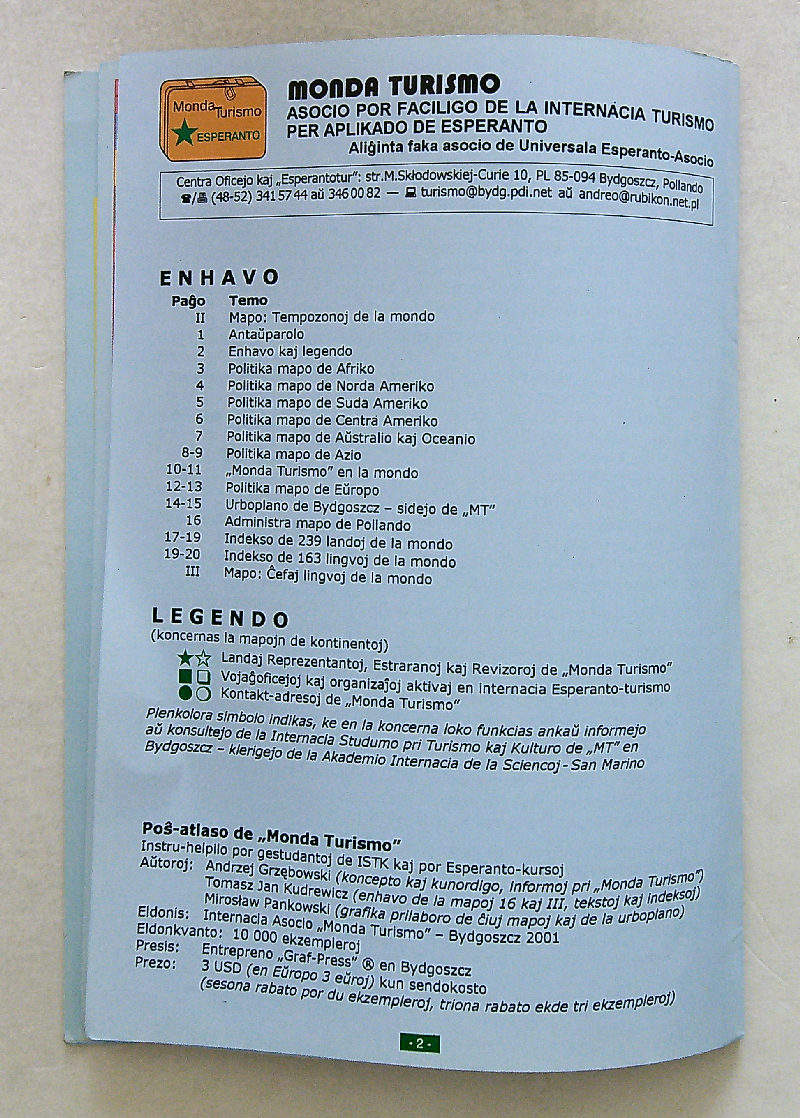 Monda Turismo
ESPERANTO
MONDA TURISMO
ASOCIO POR FACILIGO DE LA INTERNACIA TURISMO
PER APLIKADO DE ESPERANTO
Aliĝinta faka asocio de Universala Esperanto-Asocio
Centra Oficejo kaj „Esperantotur”: str.M.Skłodowskiej-Curie 10, PL 85-094 Bydgoszcz, Pollando
☎/📠 (48-52) 341 57 44 aŭ 346 00 82 — 💻 turismo@bydg.pdi.net aŭ andreo@rubikon.net.pl
ENHAVO
Paĝo Temo
II Mapo: Tempozonoj de la mondo
1 Antaŭparolo
2 Enhavo kaj legendo
3 Politika mapo de Afriko
4 Politika mapo de Norda Ameriko
5 Politika mapo de Suda Ameriko
6 Politika mapo de Centra Ameriko
7 Politika mapo de Aŭstralio kaj Oceanio
8-9 Politika mapo de Azio
10-11 „Monda Turismo” en la mondo
12-13 Politika mapo de Eŭropo
14-15 Urboplano de Bydgoszcz – sidejo de „MT”
16 Administra mapo de Pollando
17-19 Indekso de 239 landoj de la mondo
19-20 Indekso de 163 lingvoj de la mondo
III Mapo: Ĉefaj lingvoj de la mondo
LEGENDO
(koncernas la mapojn de kontinentoj)
★☆ Landaj Reprezentantoj, Estraranoj kaj Revizoroj de „Monda Turismo”
■❏ Vojaĝoficejoj kaj organizaĵoj aktivaj en internacia Esperanto-turismo
●○ Kontakt-adresoj de „Monda Turismo”
Plenkolora simbolo indikas, ke en la koncerna loko funkcias ankaŭ informejo
aŭ konsultejo de la Internacia Studumo pri Turismo kaj Kulturo de „MT” en
Bydgoszcz – klerigejo de la Akademio Internacia de la Sciencoj - San Marino
Poŝ-atlaso de „Monda Turismo”
Instru-helpilo por gestudantoj de ISTK kaj por Esperanto-kursoj
Aŭtoroj: Andrzej Grzębowski (koncepto kaj kunordigo, informoj pri „Monda Turismo”)
Tomasz Jan Kudrewicz (enhavo de la mapoj 16 kaj III, tekstoj kaj indeksoj)
Mirosław Pankowski (grafika prilaboro de ĉiuj mapoj kaj de la urboplano)
Eldonis: Internacia Asocio „Monda Turismo” – Bydgoszcz 2001
Eldonkvanto: 10 000 ekzempleroj
Presis: Entrepreno „Graf-Press” ® en Bydgoszcz
Prezo: 3 USD (en Eŭropo 3 eŭroj) kun sendokosto
(sesona rabato por du ekzempleroj, triona rabato ekde tri ekzempleroj)
- 2 -